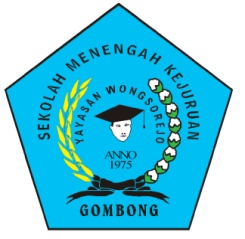 SEKOLAH MENENGAH KEJURUAN
YAYASAN WONGSOREJO
ANNO
1975
GOMBONG